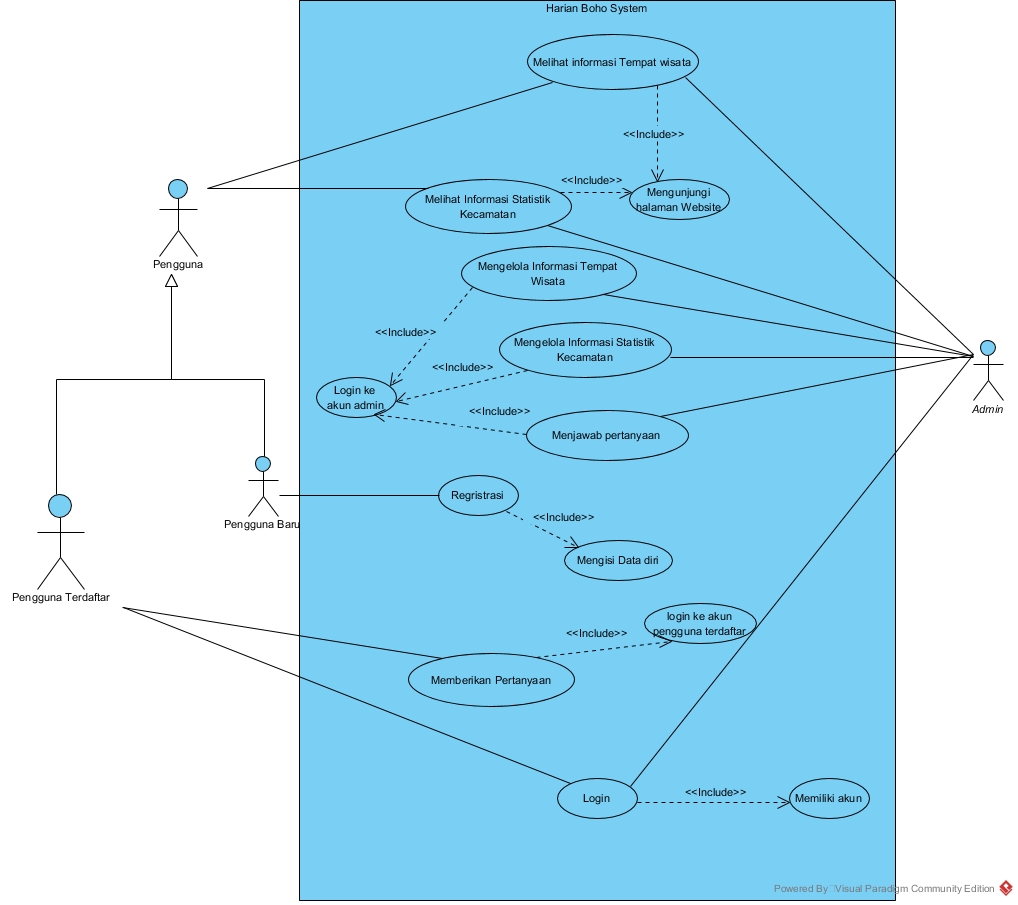 Harian Boho System
Melihat informasi Tempat wisata
<<Include>>
<<Include>>
Melihat Informasi Statistik
Kecamatan
Mengunjungi
halaman Website
Pengguna
Mengelola Informasi Tempat
Wisata
<<Include>>
Mengelola Informasi Statistik
Kecamatan
<<Include>>
Login ke
akun admin
Admin
<<Include>>
Menjawab pertanyaan
Regristrasi
Pengguna Baru
<<Include>>
Mengisi Data diri
Pengguna Terdaftar
login ke akun
pengguna terdaftar
<<Include>>
Memberikan Pertanyaan
Login
<<Include>>
Memiliki akun
Powered By Visual Paradigm Community Edition